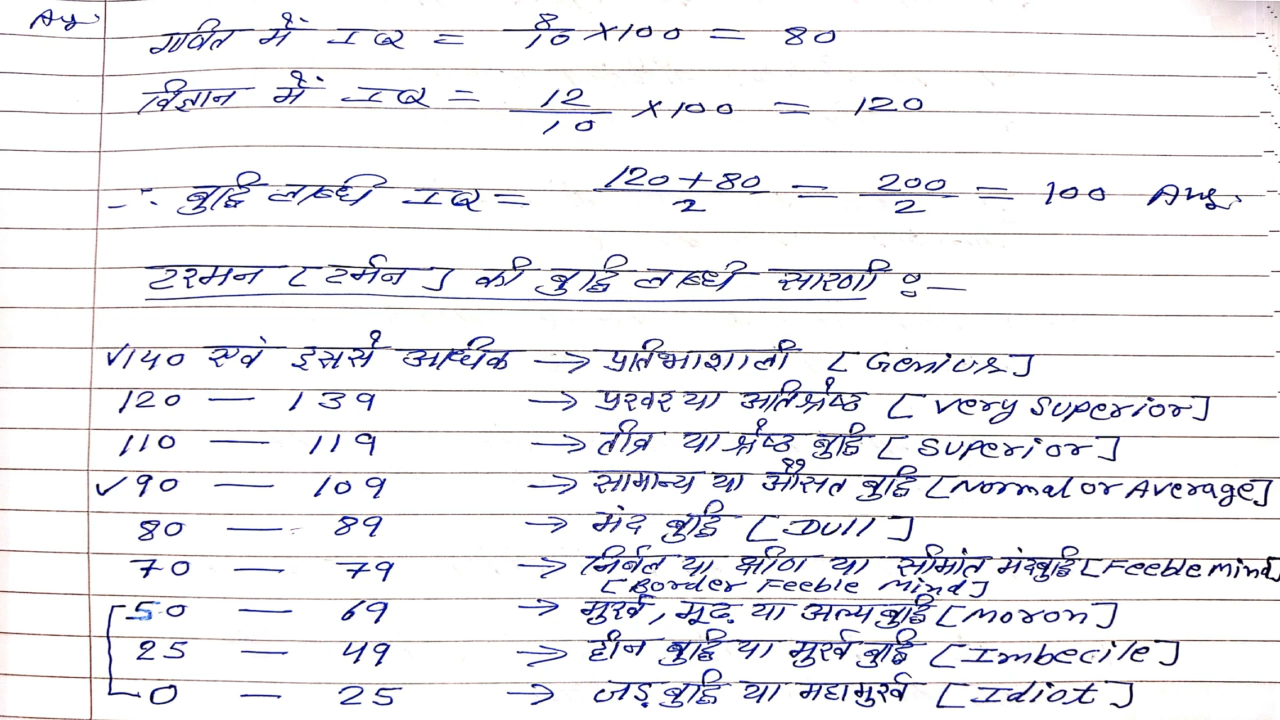 Ans.
गणित में IQ = 8/10 × 100 = 80
विज्ञान में IQ = 12/10 × 100 = 120
∴ बुद्धि लब्धी IQ = 120+80/2 = 200/2 = 100 Ans.
टरमन [टर्मन] की बुद्धि लब्धी सारणी :-
√140 एवं इससे अधिक → प्रतिभाशाली [Genius]
120 — 139 → प्रखर या अतिश्रेष्ठ [Very Superior]
110 — 119 → तीव्र या श्रेष्ठ बुद्धि [Superior]
√90 — 109 → सामान्य या औसत बुद्धि [Normal or Average]
80 — 89 → मंद बुद्धि [Dull]
70 — 79 → निर्बल या क्षीण या सीमांत मंदबुद्धि [Feeble Mind]
[Border Feeble Mind]
50 — 69 → मुर्ख, मूढ़ या अल्प बुद्धि [Moron]
25 — 49 → हीन बुद्धि या मुर्ख बुद्धि [Imbecile]
0 — 25 → जड़ बुद्धि या महामुर्ख [Idiot]